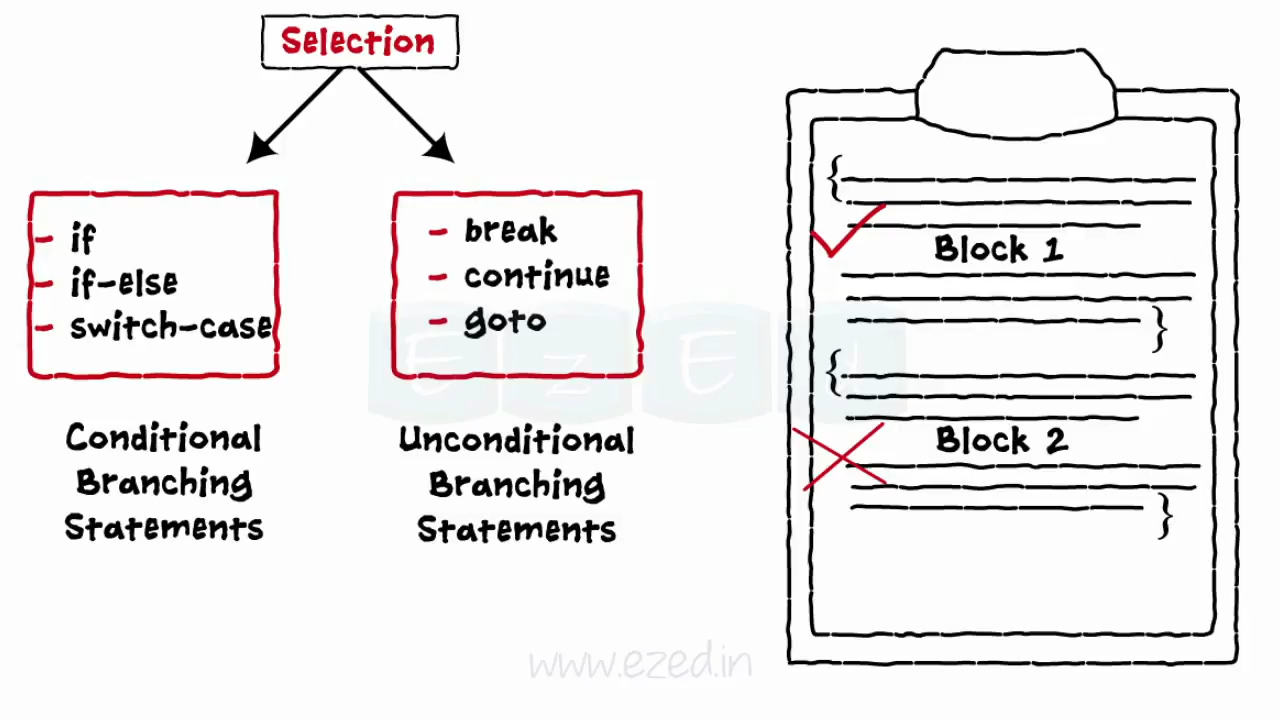 Selection
- if
- if-else
- switch-case
Conditional
Branching
Statements
- break
- continue
- goto
Unconditional
Branching
Statements
{
Block 1
}
{
Block 2
}
EzEd
www.ezed.in